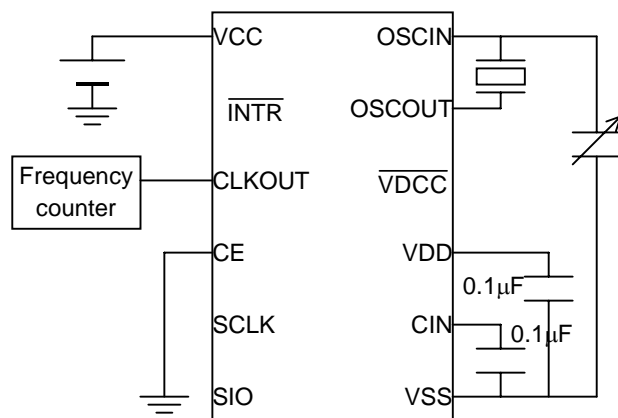 VCC
OSCIN
INTR
OSCOUT
Frequency
counter
CLKOUT
VDCC
CE
VDD
0.1μF
SCLK
CIN
0.1μF
SIO
VSS